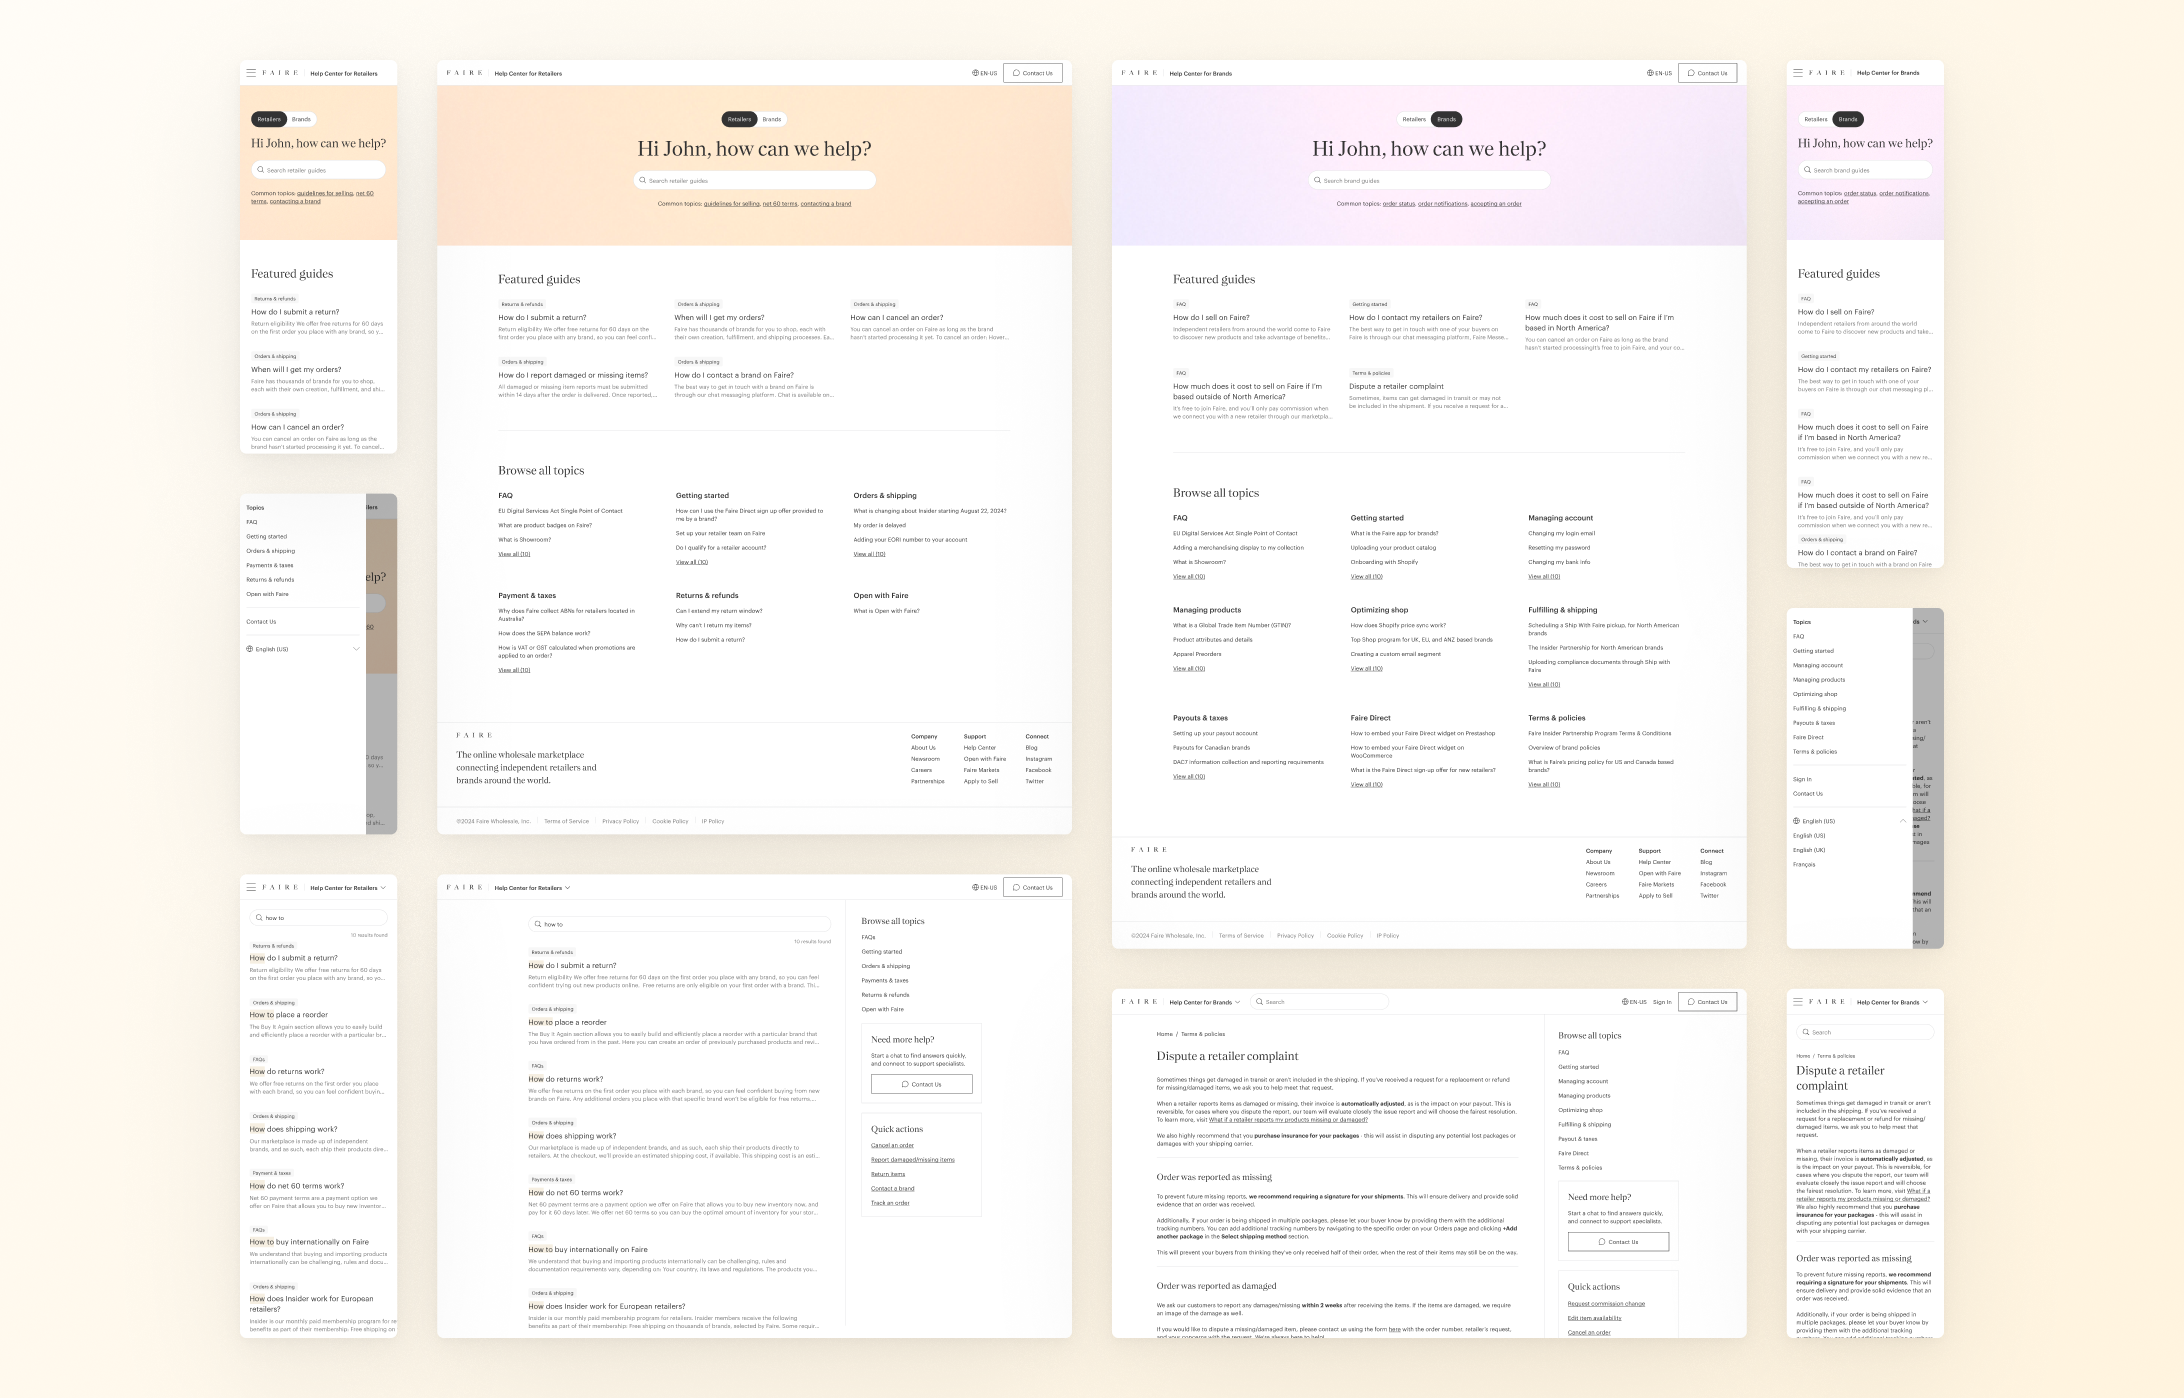 FAIRE Help Center for Retailers
Retailers Brands
Hi John, how can we help?
Search retailer guides
Common topics: guidelines for selling, net 60
terms, contacting a brand
Featured guides
Returns & refunds
How do I submit a return?
Return eligibility We offer free returns for 60 days
on the first order you place with any brand, so y...
Orders & shipping
When will I get my orders?
Faire has thousands of brands for you to shop,
each with their own creation, fulfillment, and shi...
Orders & shipping
How can I cancel an order?
You can cancel an order on Faire as long as the
brand hasn't started processing it yet. To cancel...
FAIRE Help Center for Retailers EN-US Contact Us
Retailers Brands
Hi John, how can we help?
Search retailer guides
Common topics: guidelines for selling, net 60 terms, contacting a brand
Featured guides
Returns & refunds
How do I submit a return?
Return eligibility We offer free returns for 60 days on the
first order you place with any brand, so you can feel confi...
Orders & shipping
When will I get my orders?
Faire has thousands of brands for you to shop, each with
their own creation, fulfillment, and shipping processes. Ea...
Orders & shipping
How can I cancel an order?
You can cancel an order on Faire as long as the brand
hasn't started processing it yet. To cancel an order: Hover...
Orders & shipping
How do I report damaged or missing items?
All damaged or missing item reports must be submitted
within 14 days after the order is delivered. Once reported,...
Orders & shipping
How do I contact a brand on Faire?
The best way to get in touch with a brand on Faire is
through our chat messaging platform. Chat is available on...
Browse all topics
FAQ
EU Digital Services Act Single Point of Contact
What are product badges on Faire?
What is Showroom?
View all (10)
Getting started
How can I use the Faire Direct sign up offer provided to
me by a brand?
Set up your retailer team on Faire
Do I qualify for a retailer account?
View all (10)
Orders & shipping
What is changing about Insider starting August 22, 2024?
My order is delayed
Adding your EORI number to your account
View all (10)
Payment & taxes
Why does Faire collect ABNs for retailers located in
Australia?
How does the SEPA balance work?
How is VAT or GST calculated when promotions are
applied to an order?
View all (10)
Returns & refunds
Can I extend my return window?
Why can't I return my items?
How do I submit a return?
Open with Faire
What is Open with Faire?
FAIRE
The online wholesale marketplace
connecting independent retailers and
brands around the world.
Company
About Us
Newsroom
Careers
Partnerships
Support
Help Center
Open with Faire
Faire Markets
Apply to Sell
Connect
Blog
Instagram
Facebook
Twitter
©2024 Faire Wholesale, Inc. Terms of Service Privacy Policy Cookie Policy IP Policy
FAIRE Help Center for Brands EN-US Contact Us
Retailers Brands
Hi John, how can we help?
Search brand guides
Common topics: order status, order notifications, accepting an order
Featured guides
FAQ
How do I sell on Faire?
Independent retailers from around the world come to Faire
to discover new products and take advantage of benefits...
Getting started
How do I contact my retailers on Faire?
The best way to get in touch with one of your buyers on
Faire is through our chat messaging platform, Faire Messe...
FAQ
How much does it cost to sell on Faire if I'm
based in North America?
You can cancel an order on Faire as long as the brand
hasn't started processingIt's free to join Faire, and your co...
FAQ
How much does it cost to sell on Faire if I'm
based outside of North America?
It's free to join Faire, and you'll only pay commission when
we connect you with a new retailer through our marketpla...
Terms & policies
Dispute a retailer complaint
Sometimes, items can get damaged in transit or may not
be included in the shipment. If you receive a request for a...
Browse all topics
FAQ
EU Digital Services Act Single Point of Contact
Adding a merchandising display to my collection
What is Showroom?
View all (10)
Getting started
What is the Faire app for brands?
Uploading your product catalog
Onboarding with Shopify
View all (10)
Managing account
Changing my login email
Resetting my password
Changing my bank info
View all (10)
Managing products
What is a Global Trade Item Number (GTIN)?
Product attributes and details
Apparel Preorders
View all (10)
Optimizing shop
How does Shopify price sync work?
Top Shop program for UK, EU, and ANZ based brands
Creating a custom email segment
View all (10)
Fulfilling & shipping
Scheduling a Ship With Faire pickup, for North American
brands
The Insider Partnership for North American brands
Uploading compliance documents through Ship with
Faire
View all (10)
Payouts & taxes
Setting up your payout account
Payouts for Canadian brands
DAC7 information collection and reporting requirements
View all (10)
Faire Direct
How to embed your Faire Direct widget on Prestashop
How to embed your Faire Direct widget on
WooCommerce
What is the Faire Direct sign-up offer for new retailers?
View all (10)
Terms & policies
Faire Insider Partnership Program Terms & Conditions
Overview of brand policies
What is Faire's pricing policy for US and Canada based
brands?
View all (10)
FAIRE
The online wholesale marketplace
connecting independent retailers and
brands around the world.
Company
About Us
Newsroom
Careers
Partnerships
Support
Help Center
Open with Faire
Faire Markets
Apply to Sell
Connect
Blog
Instagram
Facebook
Twitter
©2024 Faire Wholesale, Inc. Terms of Service Privacy Policy Cookie Policy IP Policy
FAIRE Help Center for Brands
Retailers Brands
Hi John, how can we help?
Search brand guides
Common topics: order status, order notifications,
accepting an order
Featured guides
FAQ
How do I sell on Faire?
Independent retailers from around the world
come to Faire to discover new products and take...
Getting started
How do I contact my retailers on Faire?
The best way to get in touch with one of your
buyers on Faire is through our chat messaging pl...
FAQ
How much does it cost to sell on Faire
if I'm based in North America?
It's free to join Faire, and you'll only pay
commission when we connect you with a new re...
FAQ
How much does it cost to sell on Faire
if I'm based outside of North America?
It's free to join Faire, and you'll only pay
commission when we connect you with a new re...
Orders & shipping
How do I contact a brand on Faire?
The best way to get in touch with a brand on Faire
Topics
FAQ
Getting started
Orders & shipping
Payments & taxes
Returns & refunds
Open with Faire
Contact Us
English (US)
elp?
60
Topics
FAQ
Getting started
Managing account
Managing products
Optimizing shop
Fulfilling & shipping
Payouts & taxes
Faire Direct
Terms & policies
Sign In
Contact Us
English (US)
English (US)
English (UK)
Français
FAIRE Help Center for Retailers
how to
10 results found
Returns & refunds
How do I submit a return?
Return eligibility We offer free returns for 60 days
on the first order you place with any brand, so yo...
Orders & shipping
How to place a reorder
The Buy It Again section allows you to easily build
and efficiently place a reorder with a particular br...
FAQs
How do returns work?
We offer free returns on the first order you place
with each brand, so you can feel confident buyin...
Orders & shipping
How does shipping work?
Our marketplace is made up of independent
brands, and as such, each ship their products dire...
Payment & taxes
How do net 60 terms work?
Net 60 payment terms are a payment option we
offer on Faire that allows you to buy new inventor...
FAQs
How to buy internationally on Faire
We understand that buying and importing products
internationally can be challenging, rules and docu...
Orders & shipping
How does Insider work for European
retailers?
Insider is our monthly paid membership program for re
benefits as part of their membership: Free shipping on
FAIRE Help Center for Retailers EN-US Contact Us
how to
10 results found
Returns & refunds
How do I submit a return?
Return eligibility We offer free returns for 60 days on the first order you place with any brand, so you can feel
confident trying out new products online. Free returns are only eligible on your first order with a brand. Thi...
Orders & shipping
How to place a reorder
The Buy It Again section allows you to easily build and efficiently place a reorder with a particular brand that
you have ordered from in the past. Here you can create an order of previously purchased products and revi...
FAQs
How do returns work?
We offer free returns on the first order you place with each brand, so you can feel confident buying from new
brands on Faire. Any additional orders you place with that specific brand won't be eligible for free returns....
Orders & shipping
How does shipping work?
Our marketplace is made up of independent brands, and as such, each ship their products directly to
retailers. At the checkout, we'll provide an estimated shipping cost, if available. This shipping cost is an esti...
Payments & taxes
How do net 60 terms work?
Net 60 payment terms are a payment option we offer on Faire that allows you to buy new inventory now, and
pay for it 60 days later. We offer net 60 terms so you can buy the optimal amount of inventory for your stor...
FAQs
How to buy internationally on Faire
We understand that buying and importing products internationally can be challenging, rules and
documentation requirements vary, depending on: Your country, its laws and regulations. The products you...
Orders & shipping
How does Insider work for European retailers?
Insider is our monthly paid membership program for retailers. Insider members receive the following
benefits as part of their membership: Free shipping on thousands of brands, selected by Faire. Some requir...
Browse all topics
FAQs
Getting started
Orders & shipping
Payments & taxes
Returns & refunds
Open with Faire
Need more help?
Start a chat to find answers quickly,
and connect to support specialists.
Contact Us
Quick actions
Cancel an order
Report damaged/missing items
Return items
Contact a brand
Track an order
FAIRE Help Center for Brands Search EN-US Sign In Contact Us
Home / Terms & policies
Dispute a retailer complaint
Sometimes things get damaged in transit or aren't included in the shipping. If you've received a request for a replacement or refund
for missing/damaged items, we ask you to help meet that request.
When a retailer reports items as damaged or missing, their invoice is automatically adjusted, as is the impact on your payout. This is
reversible, for cases where you dispute the report, our team will evaluate closely the issue report and will choose the fairest resolution.
To learn more, visit What if a retailer reports my products missing or damaged?
We also highly recommend that you purchase insurance for your packages - this will assist in disputing any potential lost packages or
damages with your shipping carrier.
Order was reported as missing
To prevent future missing reports, we recommend requiring a signature for your shipments. This will ensure delivery and provide solid
evidence that an order was received.
Additionally, if your order is being shipped in multiple packages, please let your buyer know by providing them with the additional
tracking numbers. You can add additional tracking numbers by navigating to the specific order on your Orders page and clicking +Add
another package in the Select shipping method section.
This will prevent your buyers from thinking they've only received half of their order, when the rest of their items may still be on the way.
Order was reported as damaged
We ask our customers to report any damages/missing within 2 weeks after receiving the items. If the items are damaged, we require
an image of the damage as well.
If you would like to dispute a missing/damaged item, please contact us using the form here with the order number, retailer's request,
and your concerns with the request. We're always here to help!
Browse all topics
FAQ
Getting started
Managing account
Managing products
Optimizing shop
Fulfilling & shipping
Payout & taxes
Faire Direct
Terms & policies
Need more help?
Start a chat to find answers quickly,
and connect to support specialists.
Contact Us
Quick actions
Request commission change
Edit item availability
Cancel an order
FAIRE Help Center for Brands
Search
Home / Terms & policies
Dispute a retailer
complaint
Sometimes things get damaged in transit or aren't
included in the shipping. If you've received a
request for a replacement or refund for missing/
damaged items, we ask you to help meet that
request.
When a retailer reports items as damaged or
missing, their invoice is automatically adjusted, as
is the impact on your payout. This is reversible, for
cases where you dispute the report, our team will
evaluate closely the issue report and will choose
the fairest resolution. To learn more, visit What if a
retailer reports my products missing or damaged?
We also highly recommend that you purchase
insurance for your packages - this will assist in
disputing any potential lost packages or damages
with your shipping carrier.
Order was reported as missing
To prevent future missing reports, we recommend
requiring a signature for your shipments. This will
ensure delivery and provide solid evidence that an
order was received.
Additionally, if your order is being shipped in
multiple packages, please let your buyer know by
providing them with the additional tracking